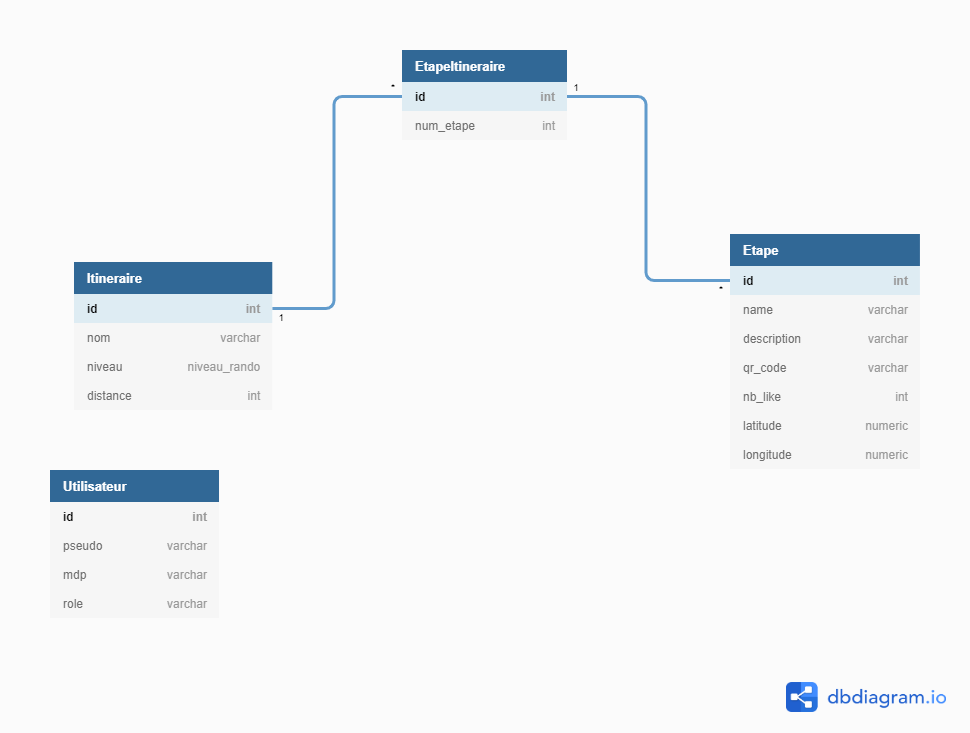 EtapeItineraire
* 1
id int
num_etape int
Etape
id int
*
name varchar
description varchar
qr_code varchar
nb_like int
latitude numeric
longitude numeric
Itineraire
id int
1
nom varchar
niveau niveau_rando
distance int
Utilisateur
id int
pseudo varchar
mdp varchar
role varchar
dbdiagram.io